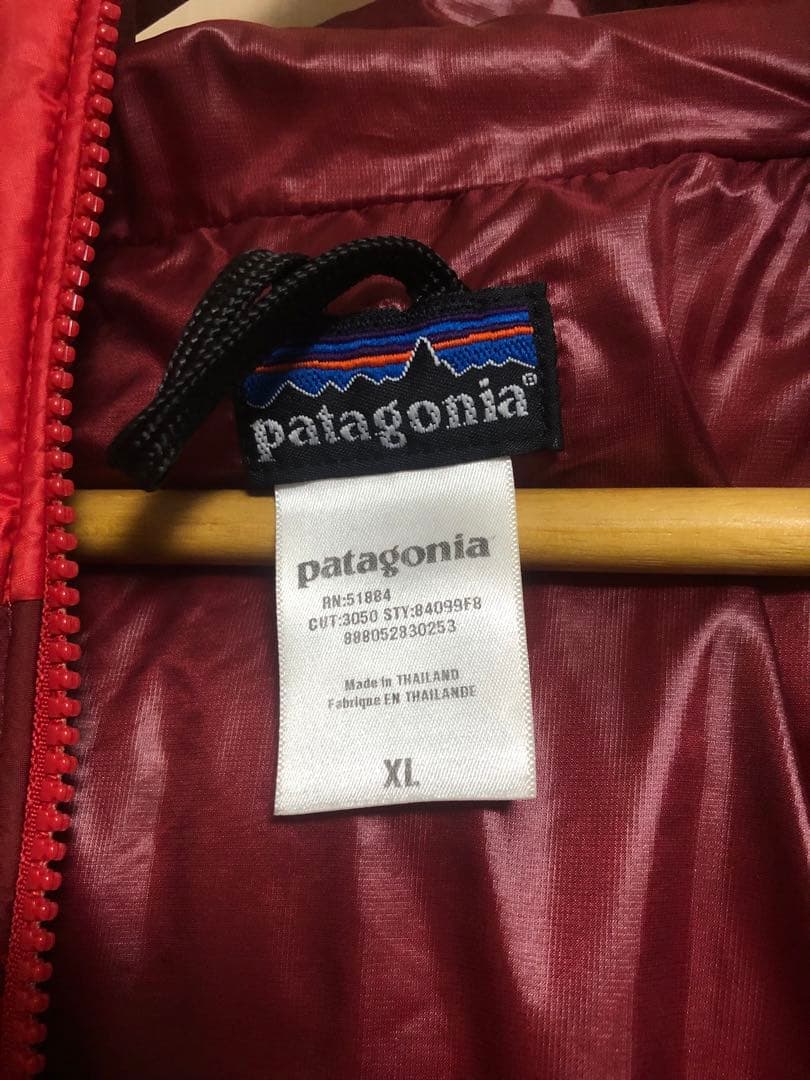 patagonia®
patagonia
RN:51884
CUT:3050 STY:84099F8
888052830253
Made in THAILAND
Fabrique EN THAILANDE
XL